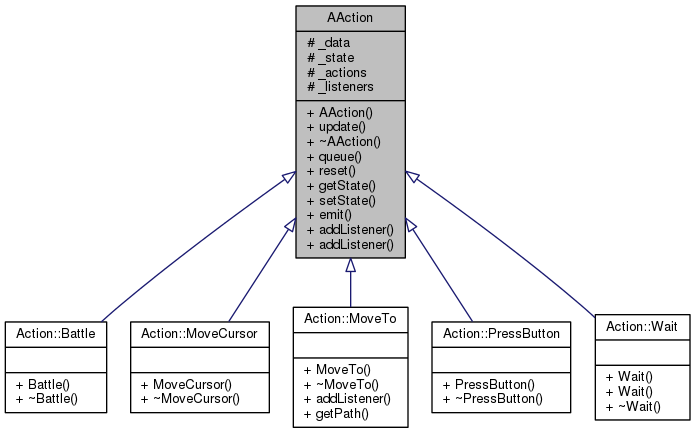 AAction
# _data
# _state
# _actions
# _listeners
+ AAction()
+ update()
+ ~AAction()
+ queue()
+ reset()
+ getState()
+ setState()
+ emit()
+ addListener()
+ addListener()
Action::Battle
+ Battle()
+ ~Battle()
Action::MoveCursor
+ MoveCursor()
+ ~MoveCursor()
Action::MoveTo
+ MoveTo()
+ ~MoveTo()
+ addListener()
+ getPath()
Action::PressButton
+ PressButton()
+ ~PressButton()
Action::Wait
+ Wait()
+ Wait()
+ ~Wait()